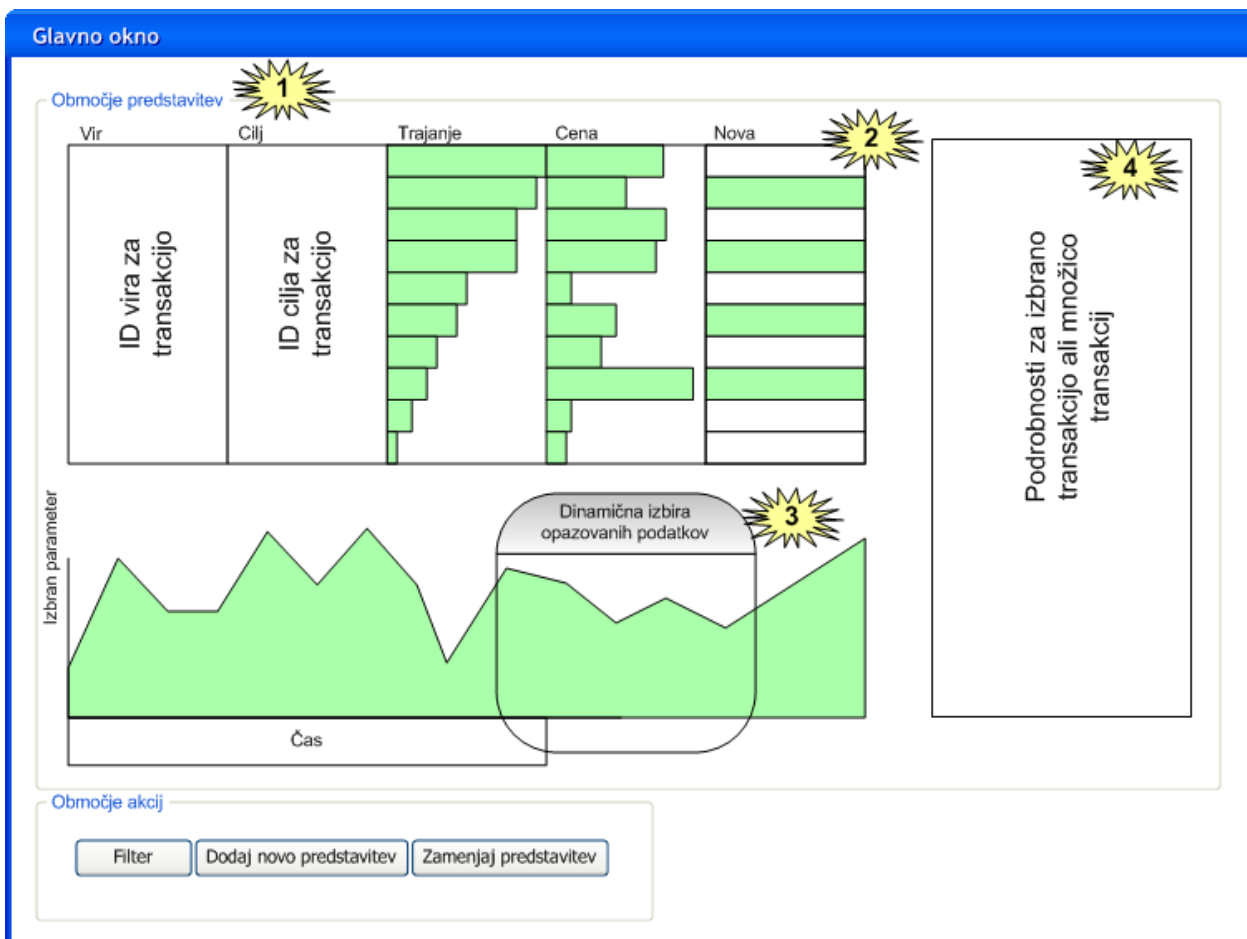 Glavno okno
Območje predstavitev
1
Vir
Cilj
Trajanje
Cena
Nova
2
4
ID vira za
transakcijo
ID cilja za
transakcijo
Podrobnosti za izbrano
transakcijo ali množico
transakcij
Izbran parameter
Dinamična izbira
opazovanih podatkov
3
Čas
Območje akcij
Filter
Dodaj novo predstavitev
Zamenjaj predstavitev